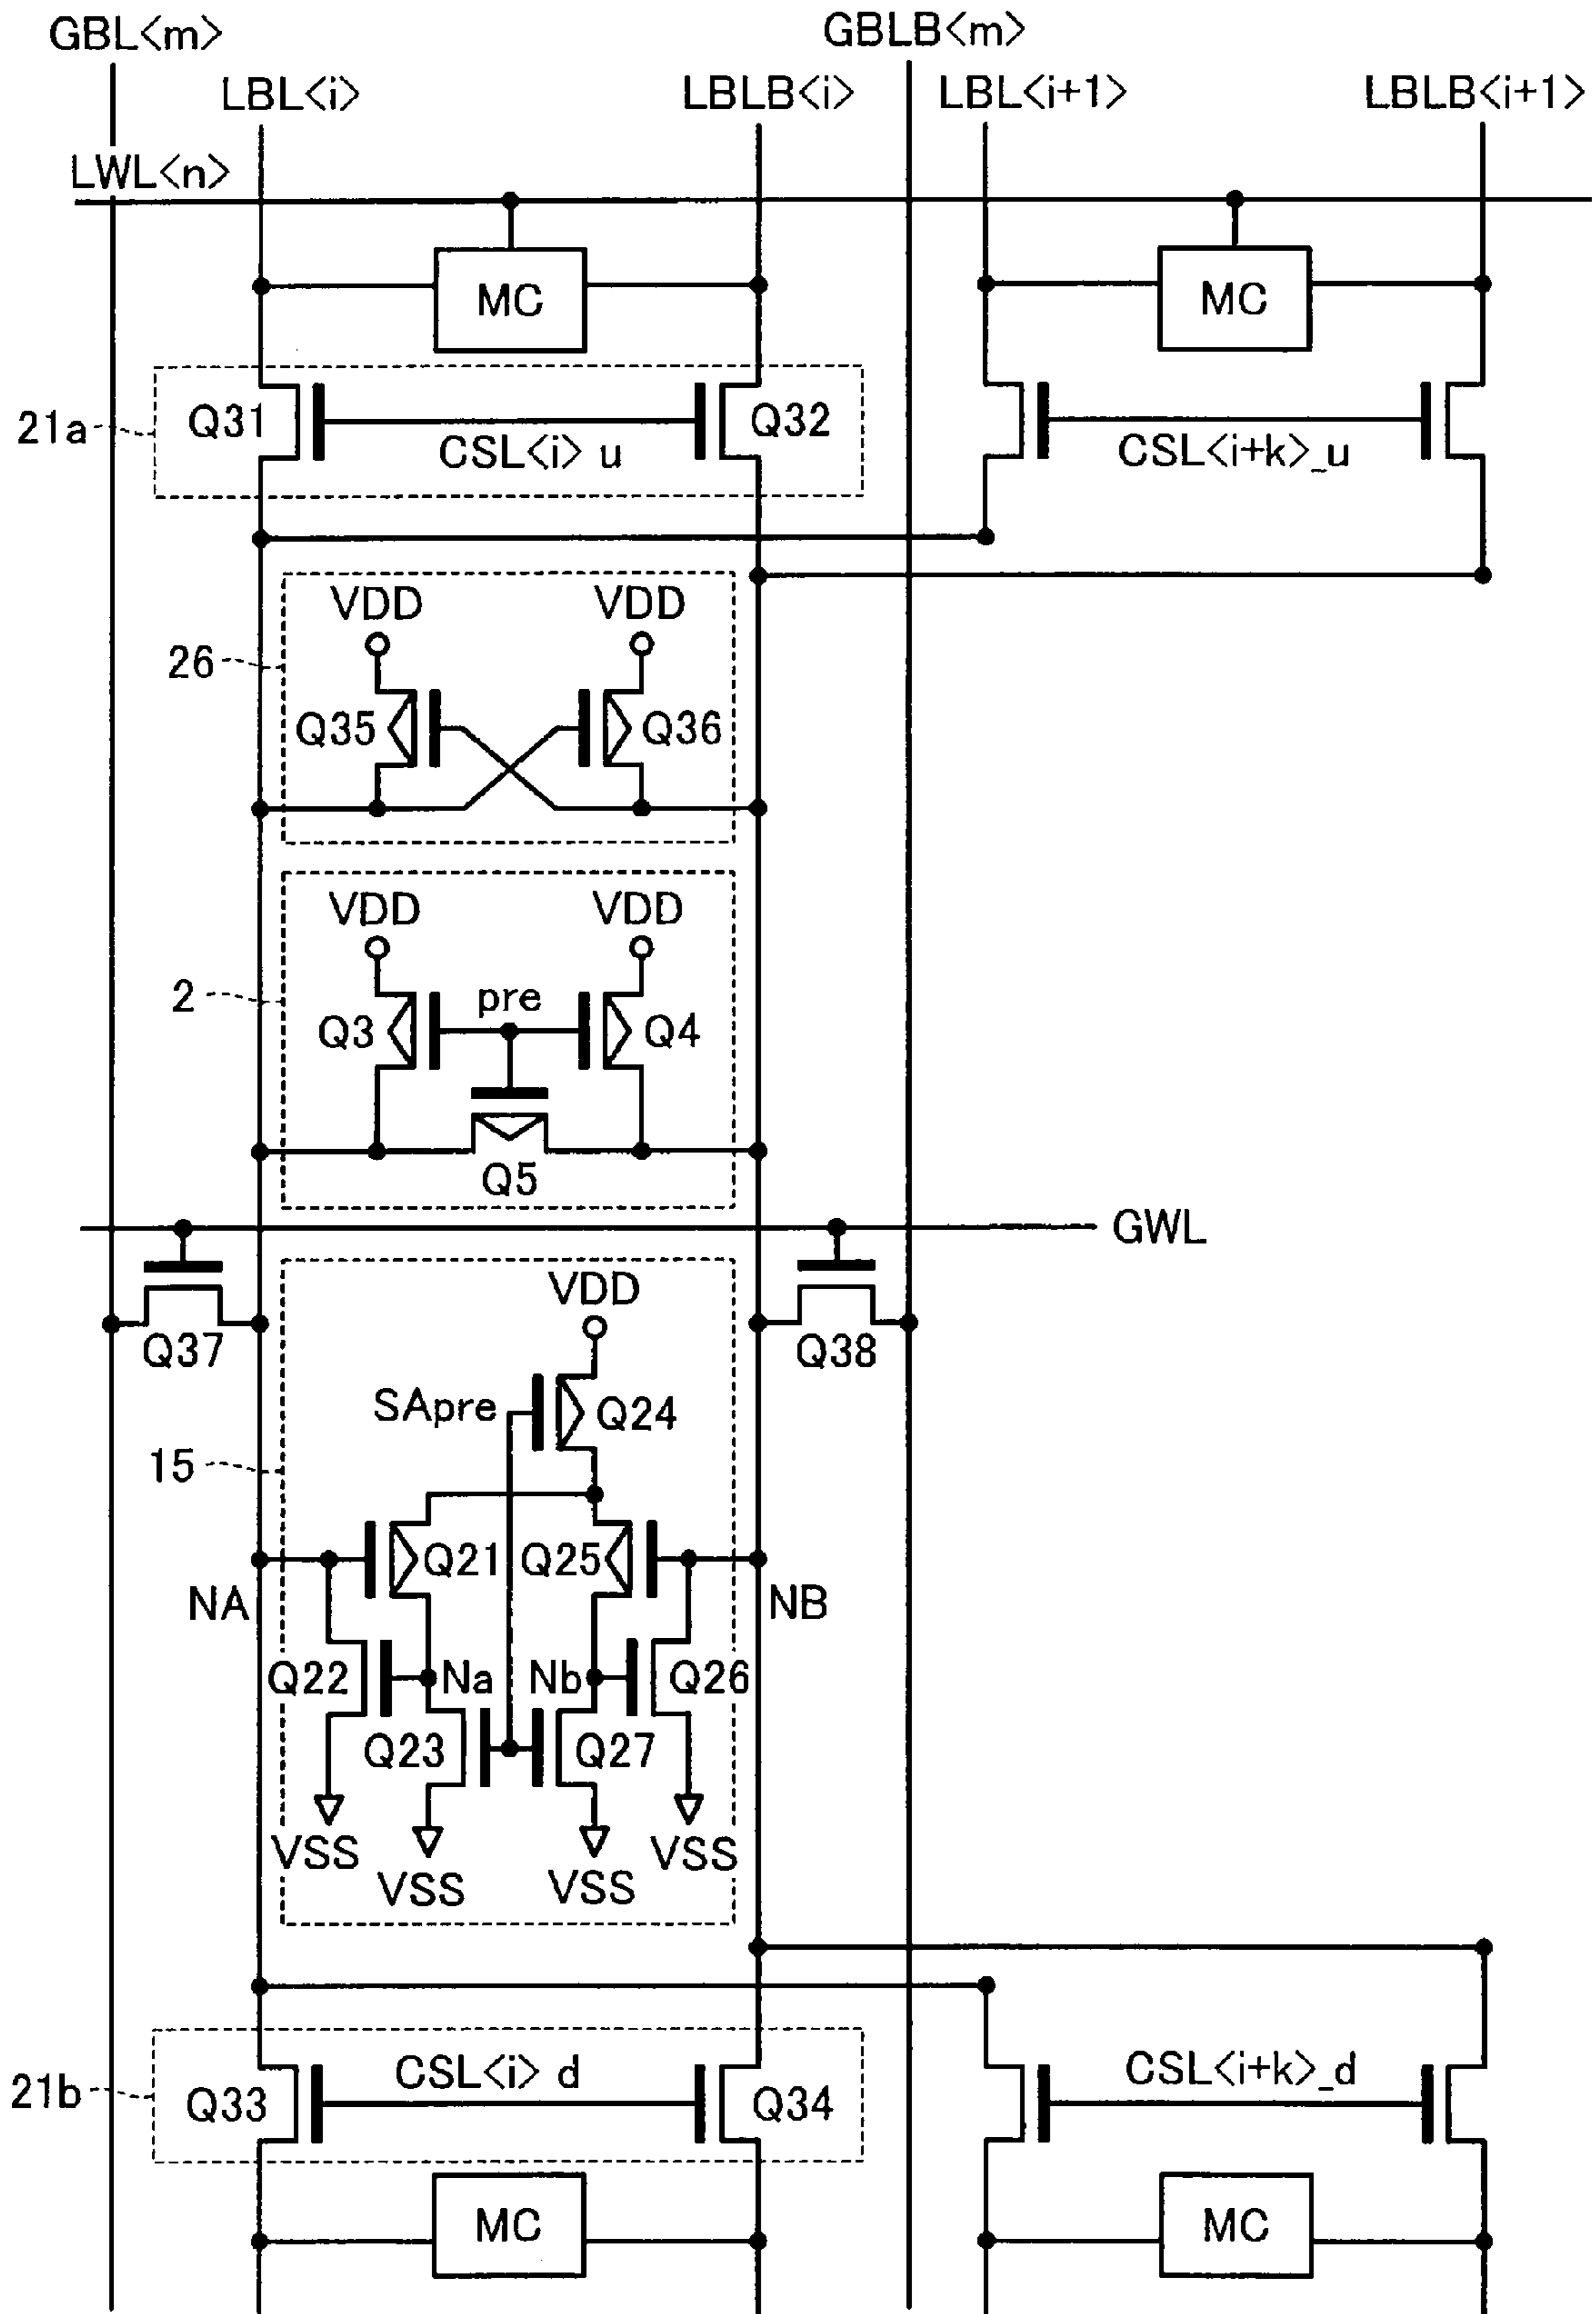 GBL<m>
GBLB<m>
LBL<i>
LBLB<i>
LBL<i+1>
LBLB<i+1>
LWL<n>
MC
MC
21a
Q31
CSL<i> u
Q32
CSL<i+k>_u
26
VDD
VDD
Q35
Q36
2
VDD
VDD
Q3
pre
Q4
Q5
GWL
Q37
Q38
15
VDD
SApre
Q24
Q21
Q25
NA
NB
Q22
Na
Nb
Q26
Q23
Q27
VSS
VSS
VSS
VSS
21b
Q33
CSL<i> d
Q34
CSL<i+k>_d
MC
MC